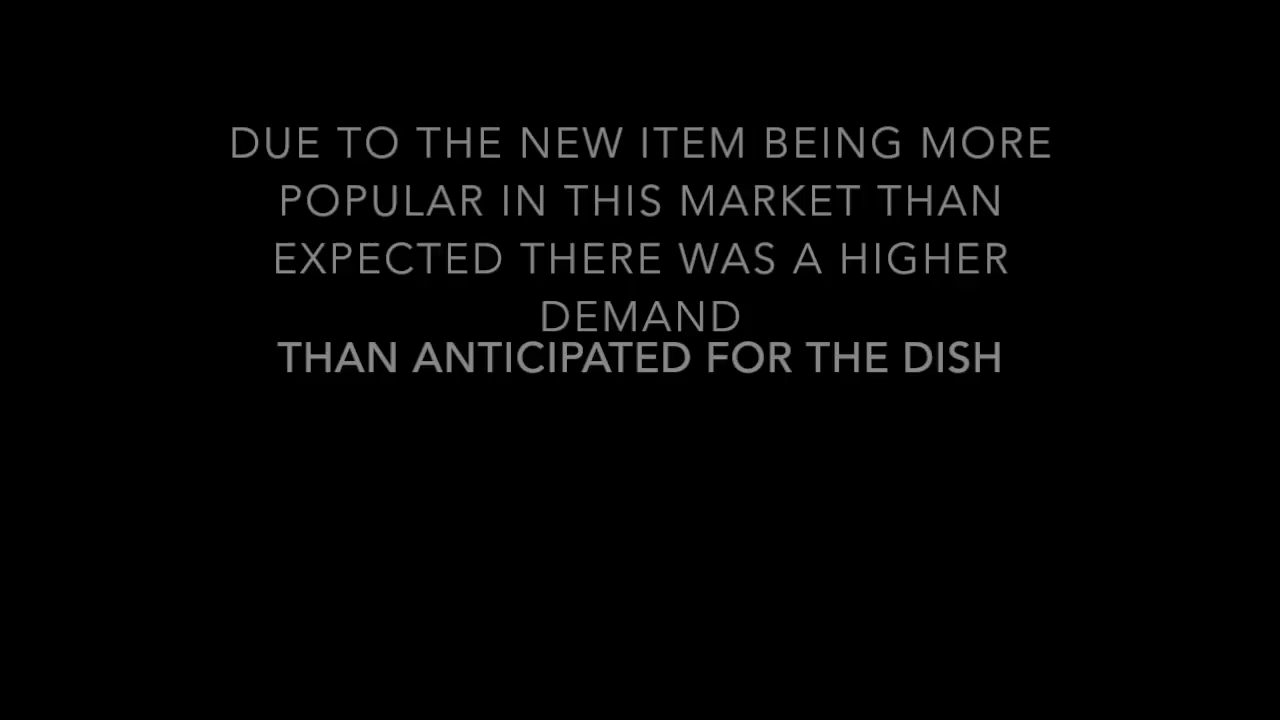 DUE TO THE NEW ITEM BEING MORE
POPULAR IN THIS MARKET THAN
EXPECTED THERE WAS A HIGHER
DEMAND
THAN ANTICIPATED FOR THE DISH